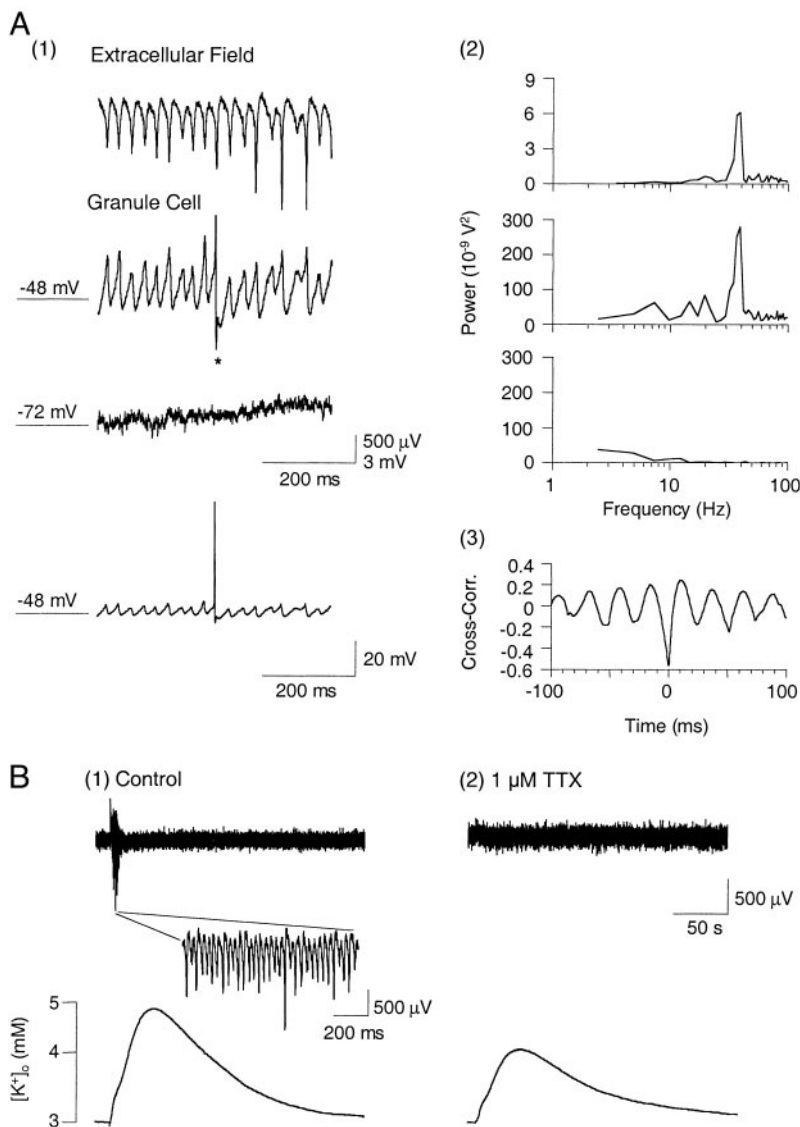 A
(1)
Extracellular Field
Granule Cell
-48 mV
*
-72 mV
500 µV
3 mV
200 ms
-48 mV
20 mV
200 ms
(2)
9
6
3
0
300
200
100
0
300
200
100
0
Power (10⁻⁹ V²)
1
10
100
Frequency (Hz)
(3)
0.4
0.2
0
-0.2
-0.4
-0.6
Cross-Corr.
-100
0
100
Time (ms)
B
(1) Control
500 µV
200 ms
5
4
3
[K⁺]ₒ (mM)
(2) 1 µM TTX
500 µV
50 s